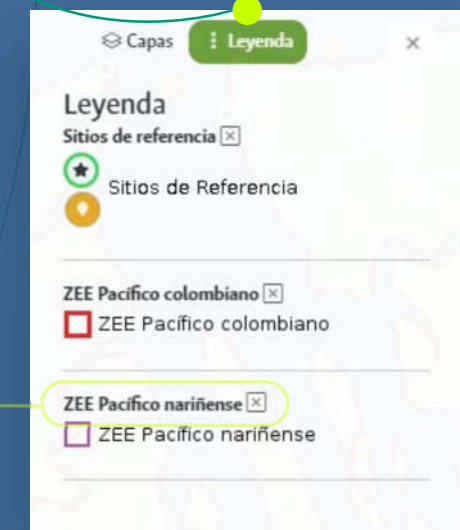 Capas
Leyenda
Leyenda
Sitios de referencia
Sitios de Referencia
ZEE Pacífico colombiano
ZEE Pacífico colombiano
ZEE Pacífico nariñense
ZEE Pacífico nariñense